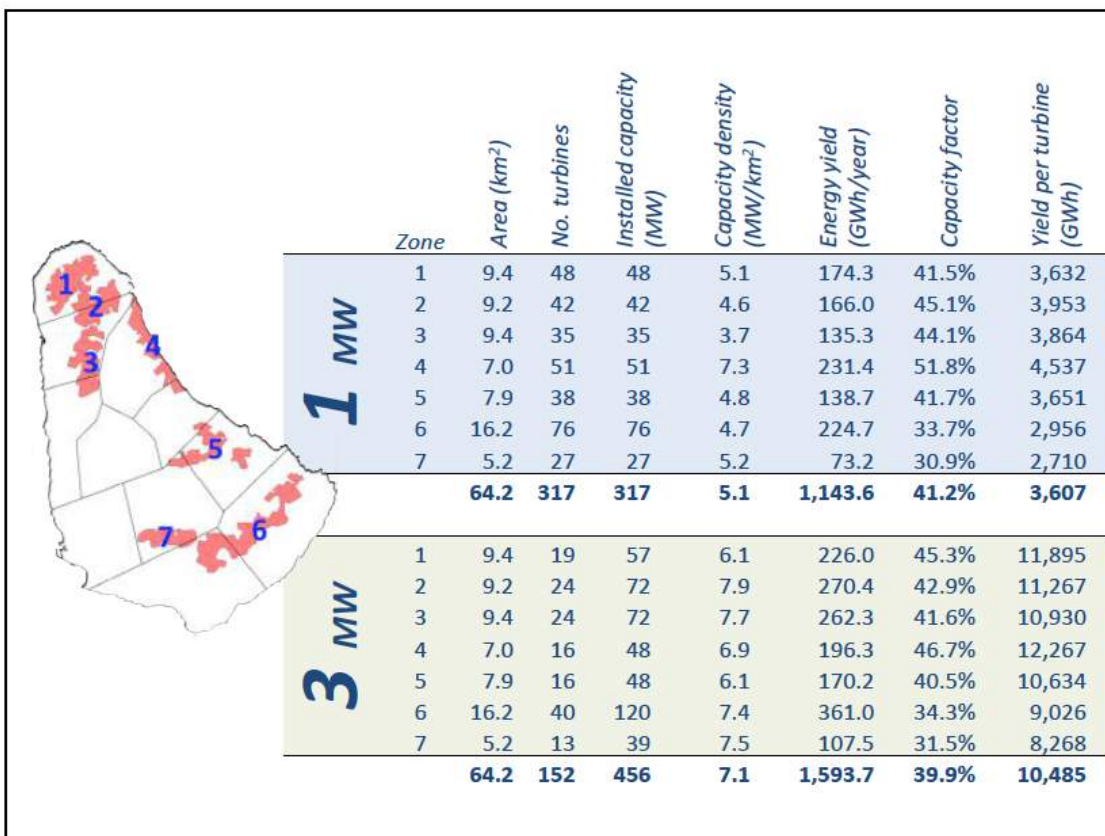 Zone Area (km²) No. turbines Installed capacity (MW) Capacity density (MW/km²) Energy yield (GWh/year) Capacity factor Yield per turbine (GWh)
1 MW
1 9.4 48 48 5.1 174.3 41.5% 3,632
2 9.2 42 42 4.6 166.0 45.1% 3,953
3 9.4 35 35 3.7 135.3 44.1% 3,864
4 7.0 51 51 7.3 231.4 51.8% 4,537
5 7.9 38 38 4.8 138.7 41.7% 3,651
6 16.2 76 76 4.7 224.7 33.7% 2,956
7 5.2 27 27 5.2 73.2 30.9% 2,710
64.2 317 317 5.1 1,143.6 41.2% 3,607
3 MW
1 9.4 19 57 6.1 226.0 45.3% 11,895
2 9.2 24 72 7.9 270.4 42.9% 11,267
3 9.4 24 72 7.7 262.3 41.6% 10,930
4 7.0 16 48 6.9 196.3 46.7% 12,267
5 7.9 16 48 6.1 170.2 40.5% 10,634
6 16.2 40 120 7.4 361.0 34.3% 9,026
7 5.2 13 39 7.5 107.5 31.5% 8,268
64.2 152 456 7.1 1,593.7 39.9% 10,485
1
2
3
4
5
6
7